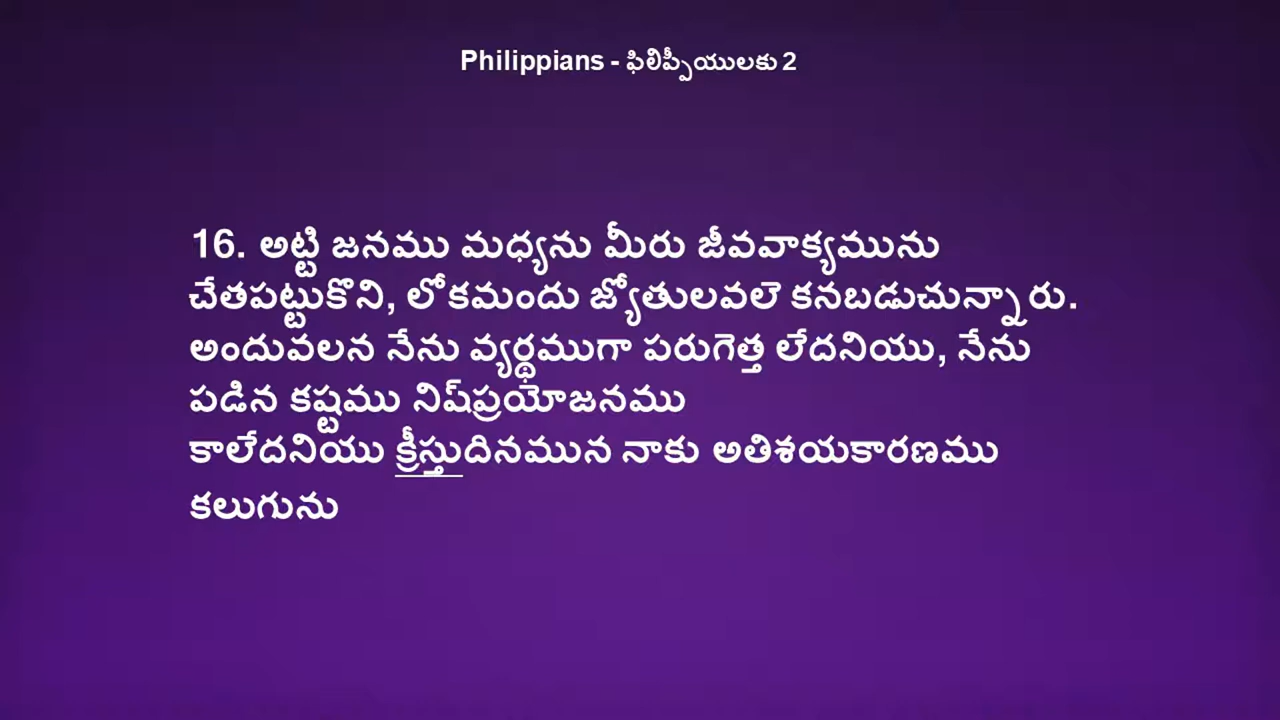 Philippians - ఫిలిప్పీయులకు 2
16. అట్టి జనము మధ్యను మీరు జీవవాక్యమును
చేతపట్టుకొని, లోకమందు జ్యోతులవలె కనబడుచున్నారు.
అందువలన నేను వ్యర్థముగా పరుగెత్త లేదనియు, నేను
పడిన కష్టము నిష్‌ప్రయోజనము
కాలేదనియు క్రీస్తుదినమున నాకు అతిశయకారణము
కలుగును